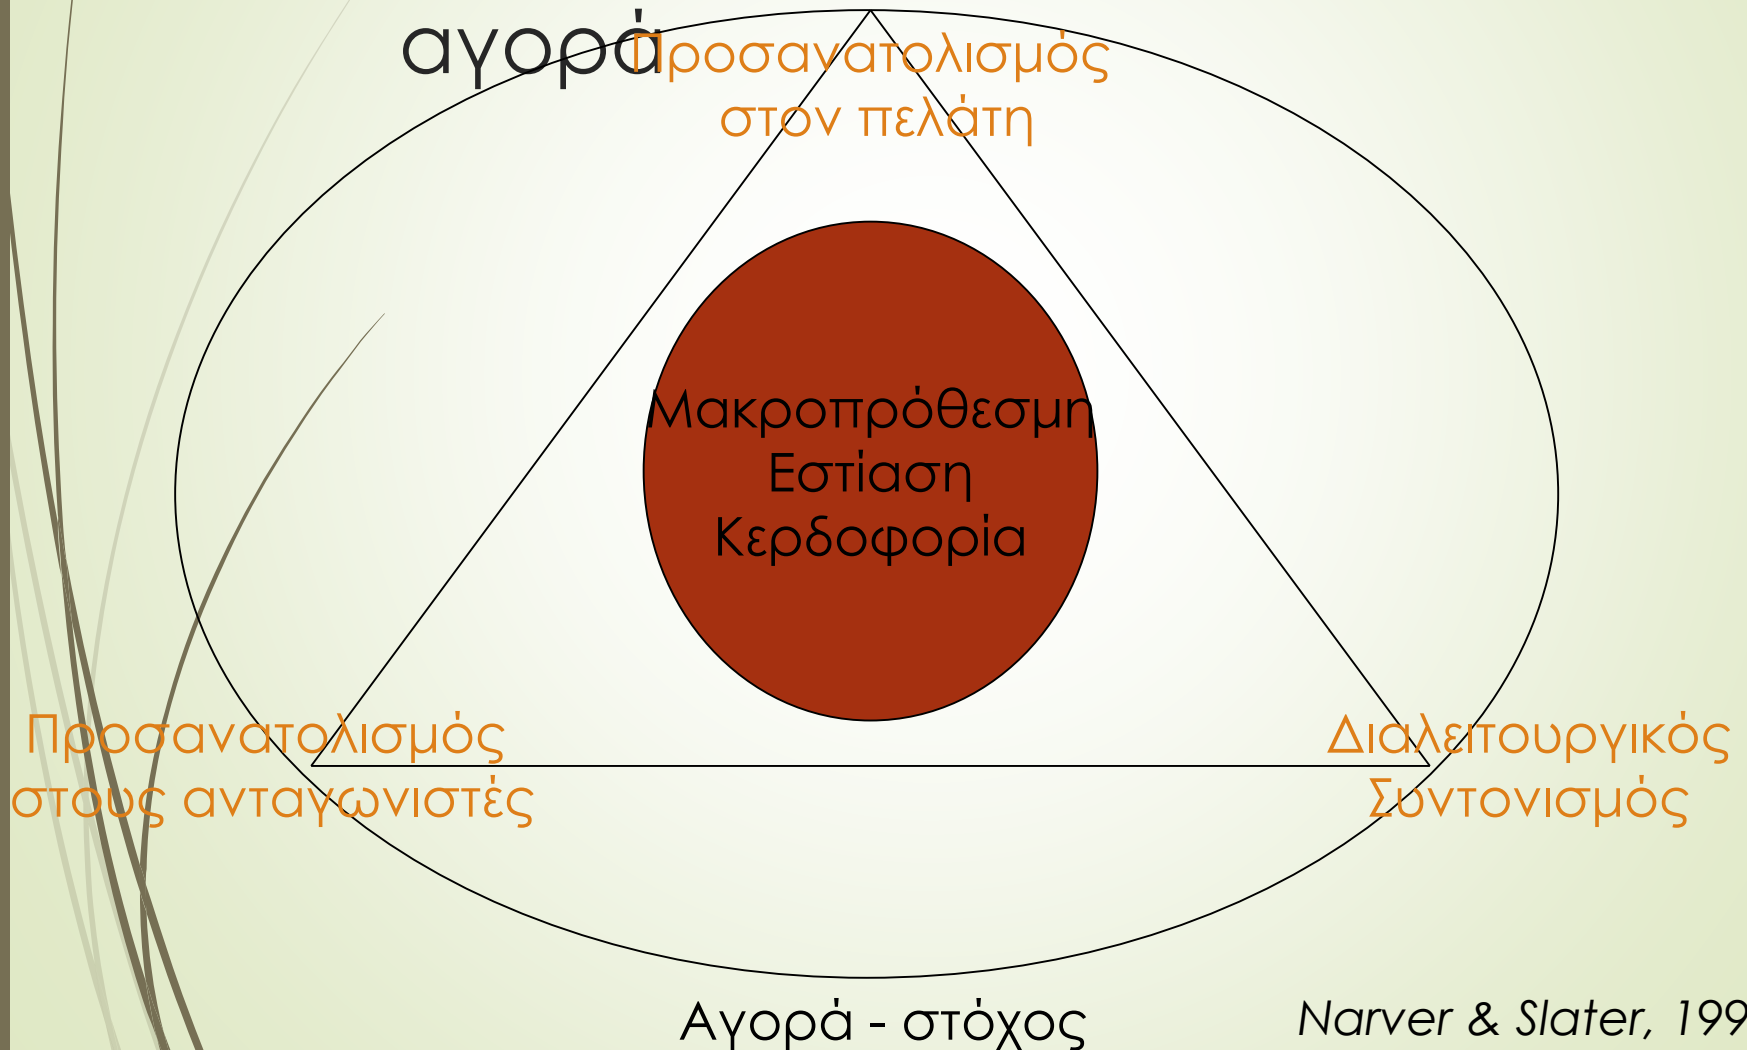 αγορά
Προσανατολισμός
στον πελάτη
Μακροπρόθεσμη
Εστίαση
Κερδοφορία
Προσανατολισμός
στους ανταγωνιστές
Διαλειτουργικός
Συντονισμός
Αγορά - στόχος
Narver & Slater, 199